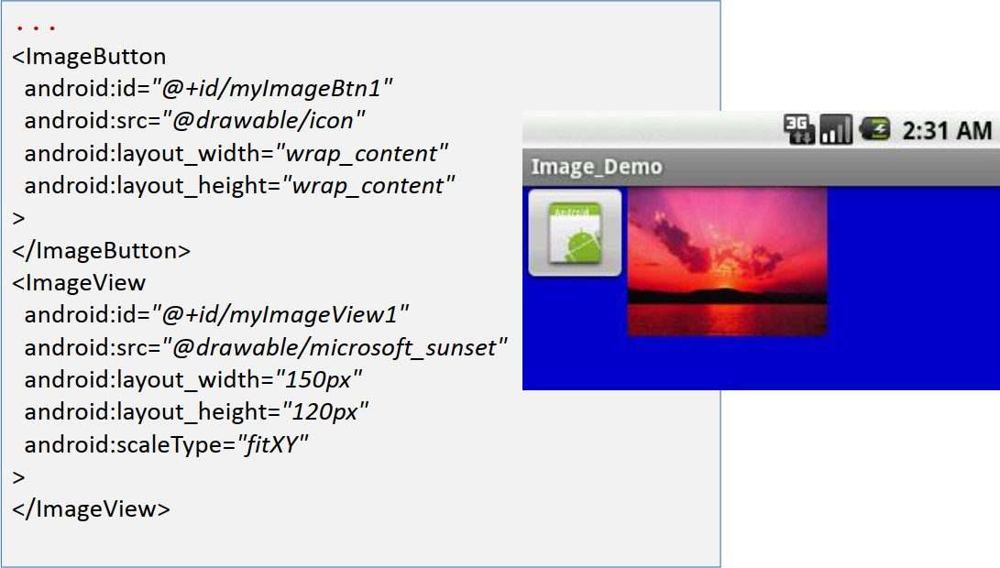 ...
<ImageButton
android:id="@+id/myImageBtn1"
android:src="@drawable/icon"
android:layout_width="wrap_content"
android:layout_height="wrap_content"
>
</ImageButton>
<ImageView
android:id="@+id/myImageView1"
android:src="@drawable/microsoft_sunset"
android:layout_width="150px"
android:layout_height="120px"
android:scaleType="fitXY"
>
</ImageView>
3G 2:31 AM
Image_Demo
Android